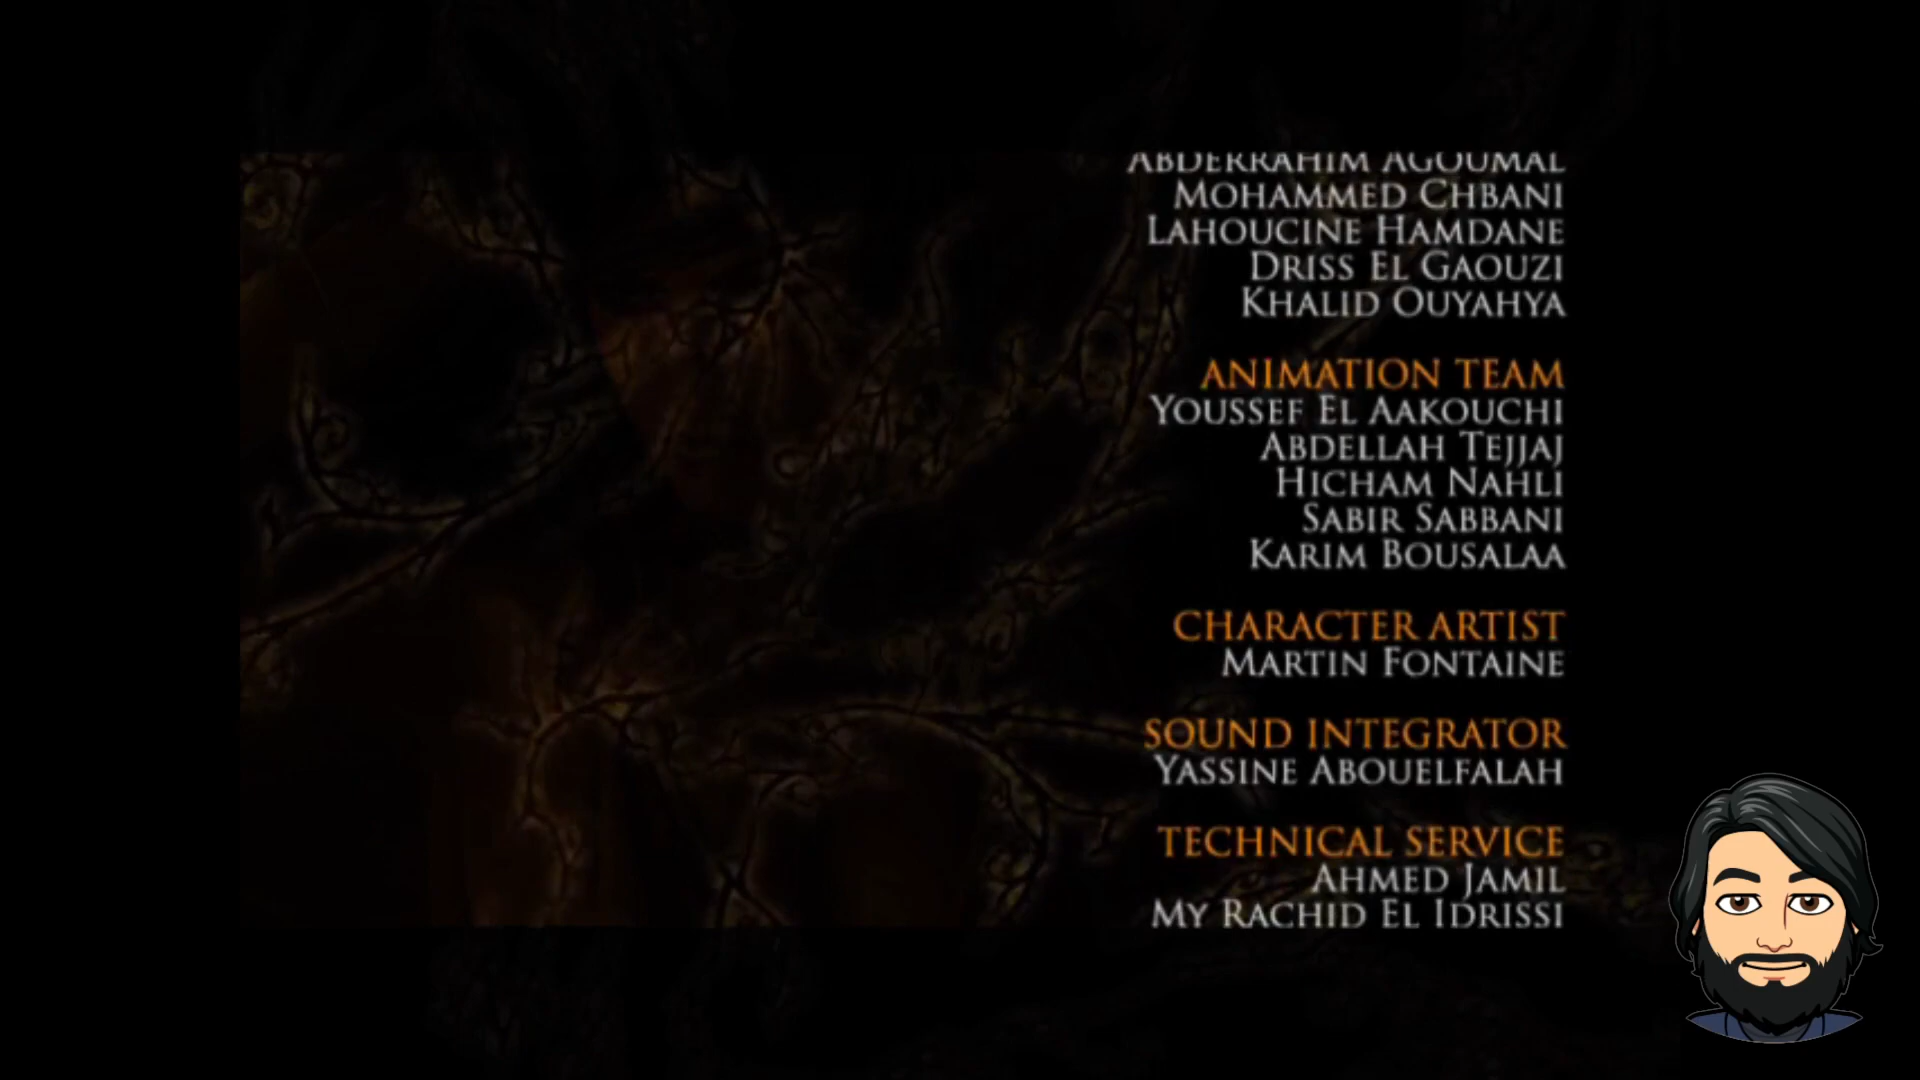 ABDERRAHIM AGOUMAL
MOHAMMED CHBANI
LAHOUCINE HAMDANE
DRISS EL GAOUZI
KHALID OUYAHYA
ANIMATION TEAM
YOUSSEF EL AAKOUCHI
ABDELLAH TEJJAJ
HICHAM NAHLI
SABIR SABBANI
KARIM BOUSALAA
CHARACTER ARTIST
MARTIN FONTAINE
SOUND INTEGRATOR
YASSINE ABOUELFALAH
TECHNICAL SERVICE
AHMED JAMIL
MY RACHID EL IDRISSI